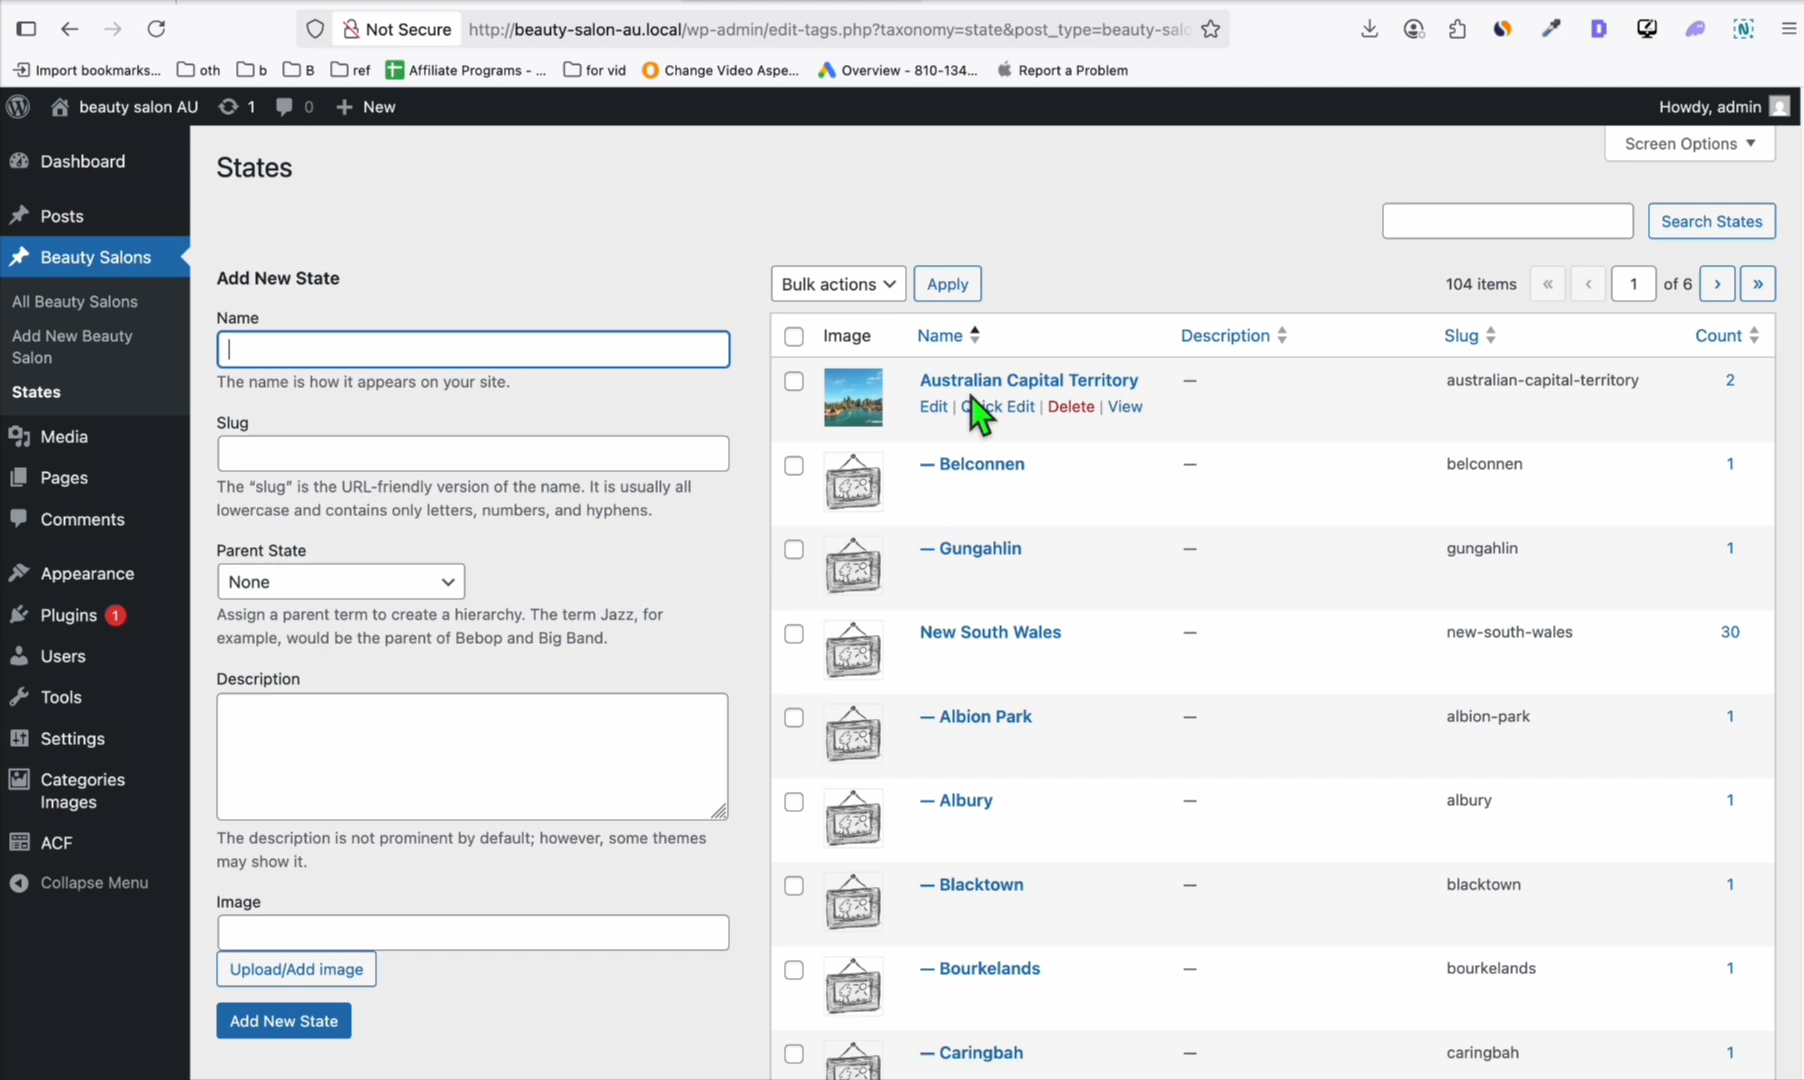 Not Secure http://beauty-salon-au.local/wp-admin/edit-tags.php?taxonomy=state&post_type=beauty-salo
Import bookmarks... oth b B ref Affiliate Programs - ... for vid Change Video Aspe... Overview - 810-134... Report a Problem
beauty salon AU 1 0 + New Howdy, admin
Screen Options ▼
Dashboard
Posts
Beauty Salons
All Beauty Salons
Add New Beauty
Salon
States
Media
Pages
Comments
Appearance
Plugins 1
Users
Tools
Settings
Categories
Images
ACF
Collapse Menu
States
Search States
Add New State
Name
The name is how it appears on your site.
Slug
The “slug” is the URL-friendly version of the name. It is usually all
lowercase and contains only letters, numbers, and hyphens.
Parent State
None
Assign a parent term to create a hierarchy. The term Jazz, for
example, would be the parent of Bebop and Big Band.
Description
The description is not prominent by default; however, some themes
may show it.
Image
Upload/Add image
Add New State
Bulk actions Apply 104 items « ‹ 1 of 6 › »
Image Name Description Slug Count
Australian Capital Territory — australian-capital-territory 2
Edit | Quick Edit | Delete | View
— Belconnen — belconnen 1
— Gungahlin — gungahlin 1
New South Wales — new-south-wales 30
— Albion Park — albion-park 1
— Albury — albury 1
— Blacktown — blacktown 1
— Bourkelands — bourkelands 1
— Caringbah — caringbah 1